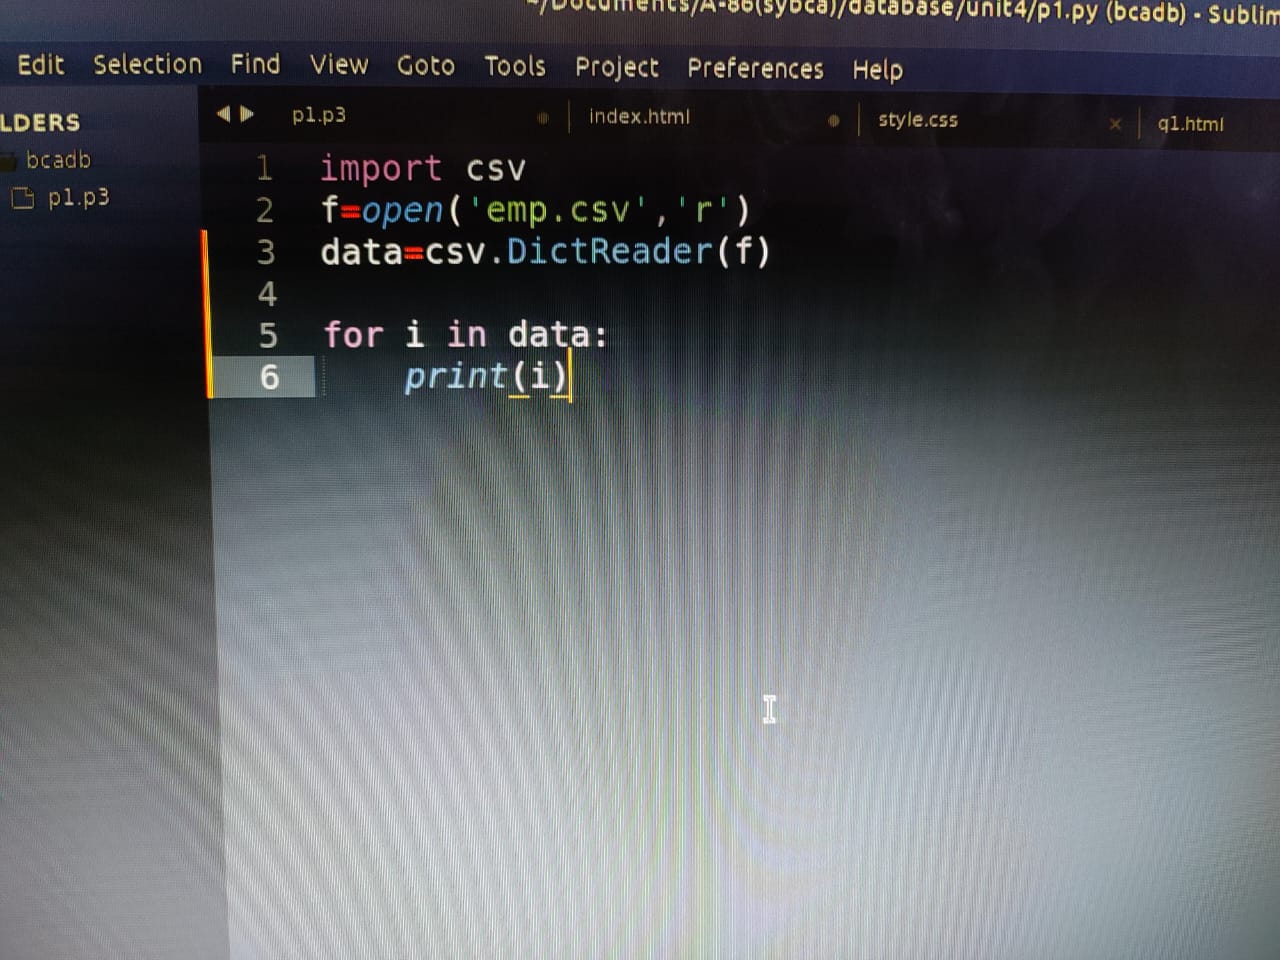 ~/Documents/A-86(sybca)/database/unit4/p1.py (bcadb) - Sublim
Edit Selection Find View Goto Tools Project Preferences Help
LDERS
bcadb
p1.p3
p1.p3 index.html style.css × q1.html
1 import csv
2 f=open('emp.csv','r')
3 data=csv.DictReader(f)
4
5 for i in data:
6     print(i)